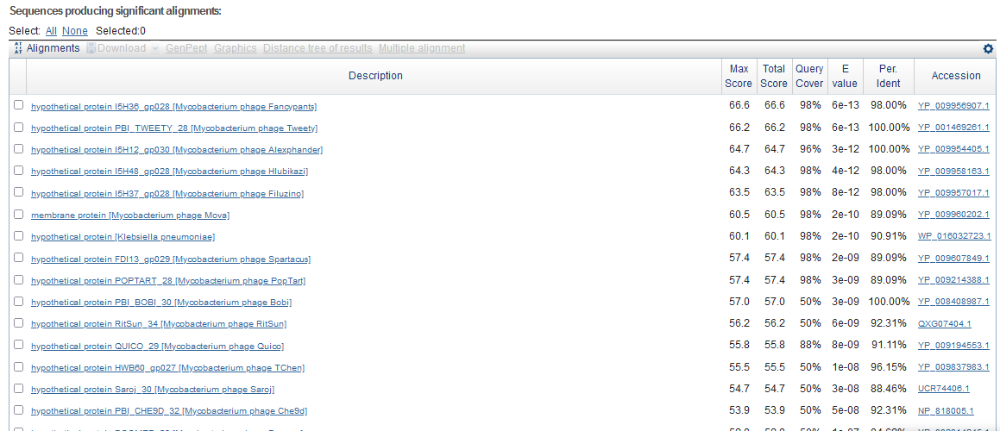 Sequences producing significant alignments:
Select: All None Selected:0
Alignments Download GenPept Graphics Distance tree of results Multiple alignment
Description Max Score Total Score Query Cover E value Per. Ident Accession
hypothetical protein I5H36_gp028 [Mycobacterium phage Fancypants] 66.6 66.6 98% 6e-13 98.00% YP_009956907.1
hypothetical protein PBI_TWEETY_28 [Mycobacterium phage Tweety] 66.2 66.2 98% 6e-13 100.00% YP_001469261.1
hypothetical protein I5H12_gp030 [Mycobacterium phage Alexphander] 64.7 64.7 96% 3e-12 100.00% YP_009954405.1
hypothetical protein I5H48_gp028 [Mycobacterium phage Hlubikazi] 64.3 64.3 98% 4e-12 98.00% YP_009958163.1
hypothetical protein I5H37_gp028 [Mycobacterium phage Filuzino] 63.5 63.5 98% 8e-12 98.00% YP_009957017.1
membrane protein [Mycobacterium phage Mova] 60.5 60.5 98% 2e-10 89.09% YP_009960202.1
hypothetical protein [Klebsiella pneumoniae] 60.1 60.1 98% 2e-10 90.91% WP_016032723.1
hypothetical protein FDI13_gp029 [Mycobacterium phage Spartacus] 57.4 57.4 98% 2e-09 89.09% YP_009607849.1
hypothetical protein POPTART_28 [Mycobacterium phage PopTart] 57.4 57.4 98% 3e-09 89.09% YP_009214388.1
hypothetical protein PBI_BOBI_30 [Mycobacterium phage Bobi] 57.0 57.0 50% 3e-09 100.00% YP_008408987.1
hypothetical protein RitSun_34 [Mycobacterium phage RitSun] 56.2 56.2 50% 6e-09 92.31% QXG07404.1
hypothetical protein QUICO_29 [Mycobacterium phage Quico] 55.8 55.8 88% 8e-09 91.11% YP_009194553.1
hypothetical protein HWB60_gp027 [Mycobacterium phage TChen] 55.5 55.5 50% 1e-08 96.15% YP_009837983.1
hypothetical protein Saroj_30 [Mycobacterium phage Saroj] 54.7 54.7 50% 3e-08 88.46% UCR74406.1
hypothetical protein PBI_CHE9D_32 [Mycobacterium phage Che9d] 53.9 53.9 50% 5e-08 92.31% NP_818005.1